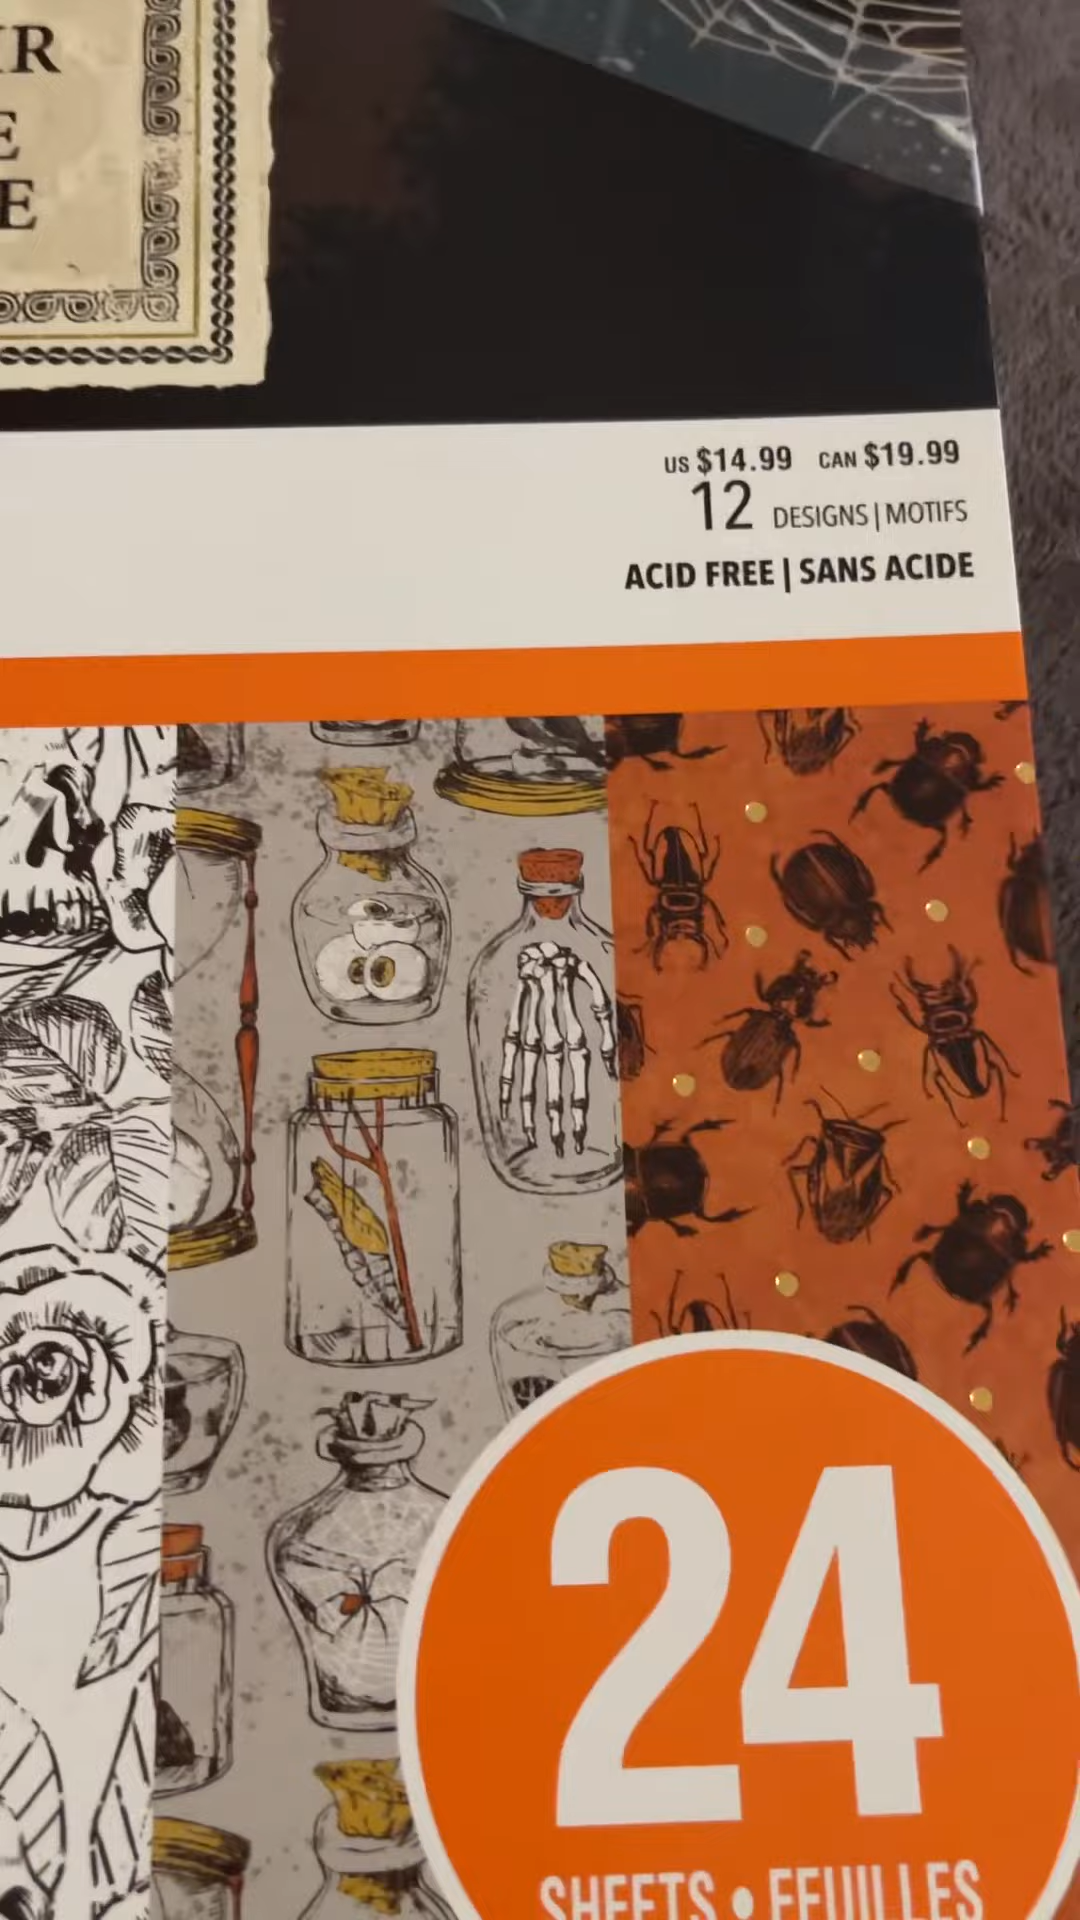 US $14.99 CAN $19.99
12 DESIGNS | MOTIFS
ACID FREE | SANS ACIDE
24
SHEETS • FEUILLES